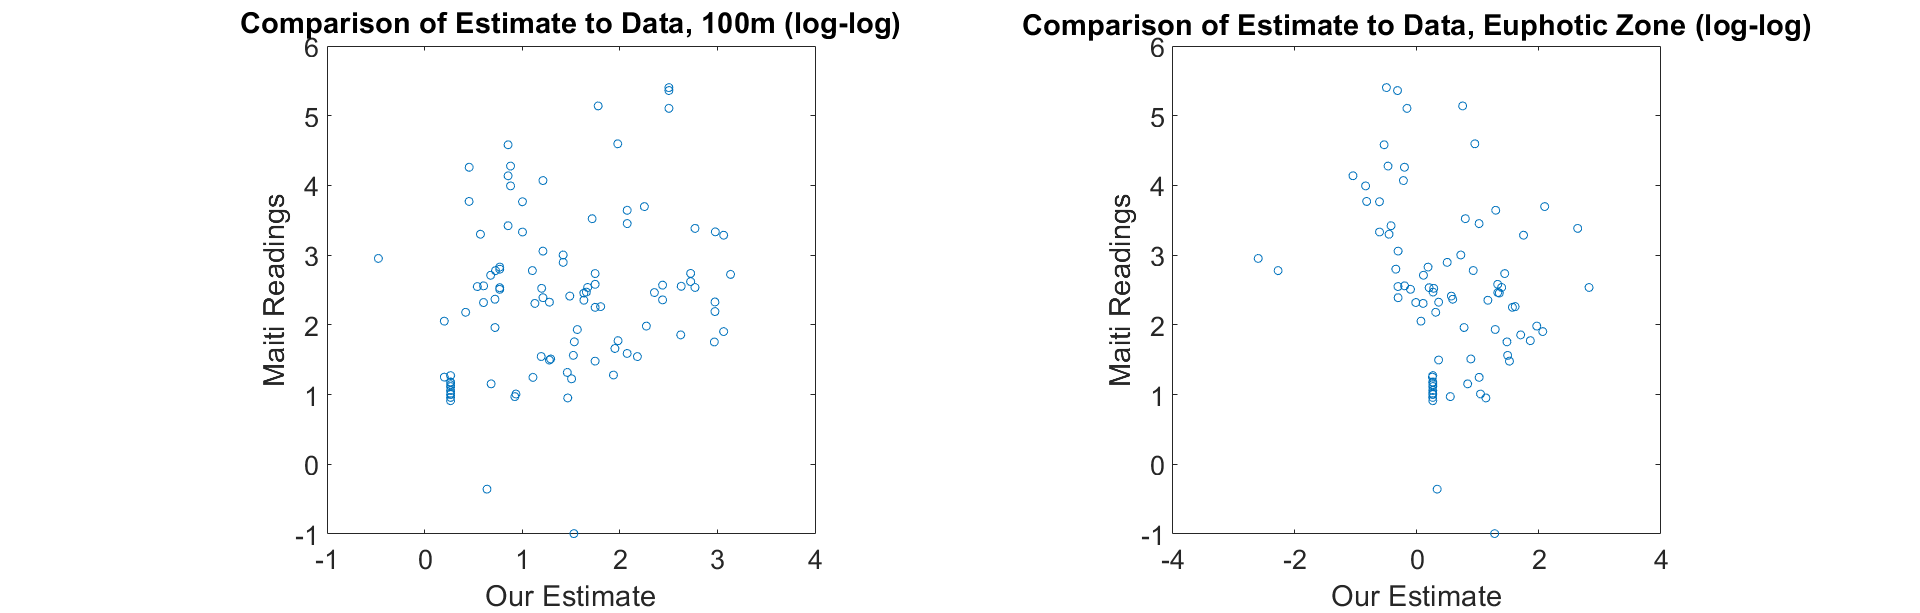 Comparison of Estimate to Data, 100m (log-log)
6
5
4
3
2
1
0
-1
Maiti Readings
-1 0 1 2 3 4
Our Estimate
Comparison of Estimate to Data, Euphotic Zone (log-log)
6
5
4
3
2
1
0
-1
Maiti Readings
-4 -2 0 2 4
Our Estimate